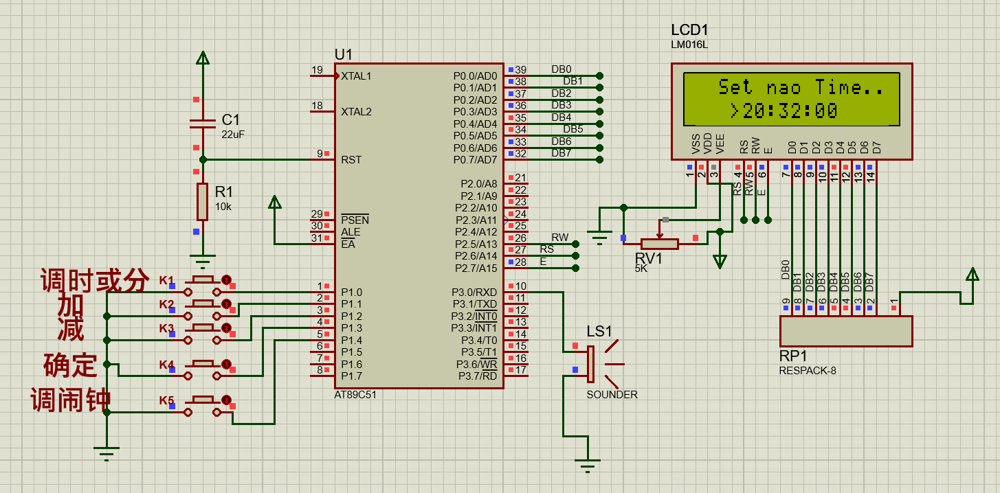 LCD1
LM016L
Set nao Time..
>20:32:00
VSS
VDD
VEE
RS
RW
E
D0
D1
D2
D3
D4
D5
D6
D7
1
2
3
4
5
6
7
8
9
10
11
12
13
14
RS
RW
E
U1
19
XTAL1
18
XTAL2
9
RST
29
PSEN
30
ALE
31
EA
1
P1.0
2
P1.1
3
P1.2
4
P1.3
5
P1.4
6
P1.5
7
P1.6
8
P1.7
P0.0/AD0
39
DB0
P0.1/AD1
38
DB1
P0.2/AD2
37
DB2
P0.3/AD3
36
DB3
P0.4/AD4
35
DB4
P0.5/AD5
34
DB5
P0.6/AD6
33
DB6
P0.7/AD7
32
DB7
P2.0/A8
21
P2.1/A9
22
P2.2/A10
23
P2.3/A11
24
P2.4/A12
25
P2.5/A13
26
RW
P2.6/A14
27
RS
P2.7/A15
28
E
P3.0/RXD
10
P3.1/TXD
11
P3.2/INT0
12
P3.3/INT1
13
P3.4/T0
14
P3.5/T1
15
P3.6/WR
16
P3.7/RD
17
AT89C51
C1
22uF
R1
10k
调时或分
K1
加
K2
减
K3
确定
K4
调闹钟
K5
RV1
5K
LS1
SOUNDER
DB0
DB1
DB2
DB3
DB4
DB5
DB6
DB7
9
8
7
6
5
4
3
2
1
RP1
RESPACK-8